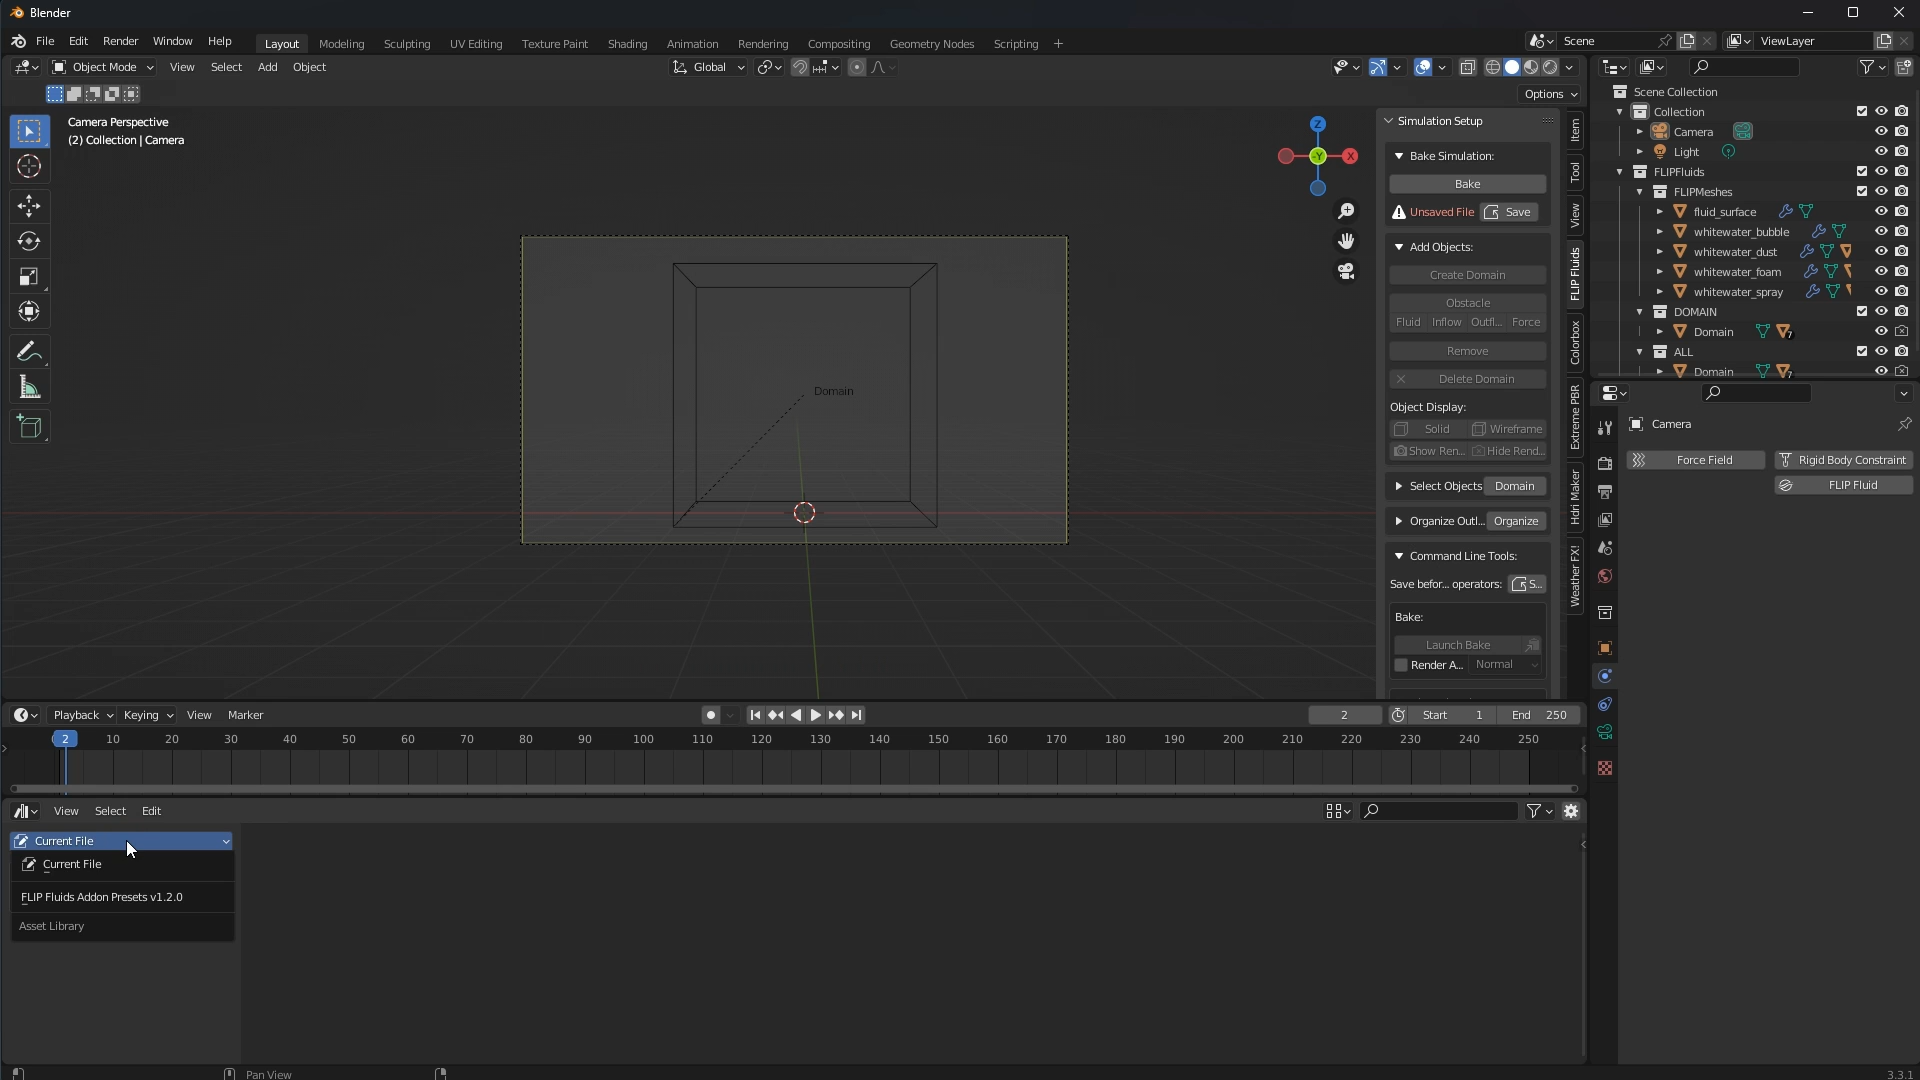 Blender
File Edit Render Window Help Layout Modeling Sculpting UV Editing Texture Paint Shading Animation Rendering Compositing Geometry Nodes Scripting + Scene ViewLayer
Object Mode View Select Add Object Global
Options
Camera Perspective
(2) Collection | Camera
Z
X
-Y
Domain
Simulation Setup
Bake Simulation:
Bake
Unsaved File Save
Add Objects:
Create Domain
Obstacle
Fluid Inflow Outfl... Force
Remove
Delete Domain
Object Display:
Solid Wireframe
Show Ren... Hide Rend...
Select Objects Domain
Organize Outl... Organize
Command Line Tools:
Save befor... operators: S...
Bake:
Launch Bake
Render A... Normal
Item
Tool
View
FLIP Fluids
Colorbox
Extreme PBR
Hdri Maker
Weather FX!
Scene Collection
Collection
Camera
Light
FLIPFluids
FLIPMeshes
fluid_surface
whitewater_bubble
whitewater_dust
whitewater_foam
whitewater_spray
DOMAIN
Domain 7
ALL
Domain 7
Camera
Force Field Rigid Body Constraint
FLIP Fluid
Playback Keying View Marker 2 Start 1 End 250
2 10 20 30 40 50 60 70 80 90 100 110 120 130 140 150 160 170 180 190 200 210 220 230 240 250
View Select Edit
Current File
Current File
FLIP Fluids Addon Presets v1.2.0
Asset Library
Pan View
3.3.1